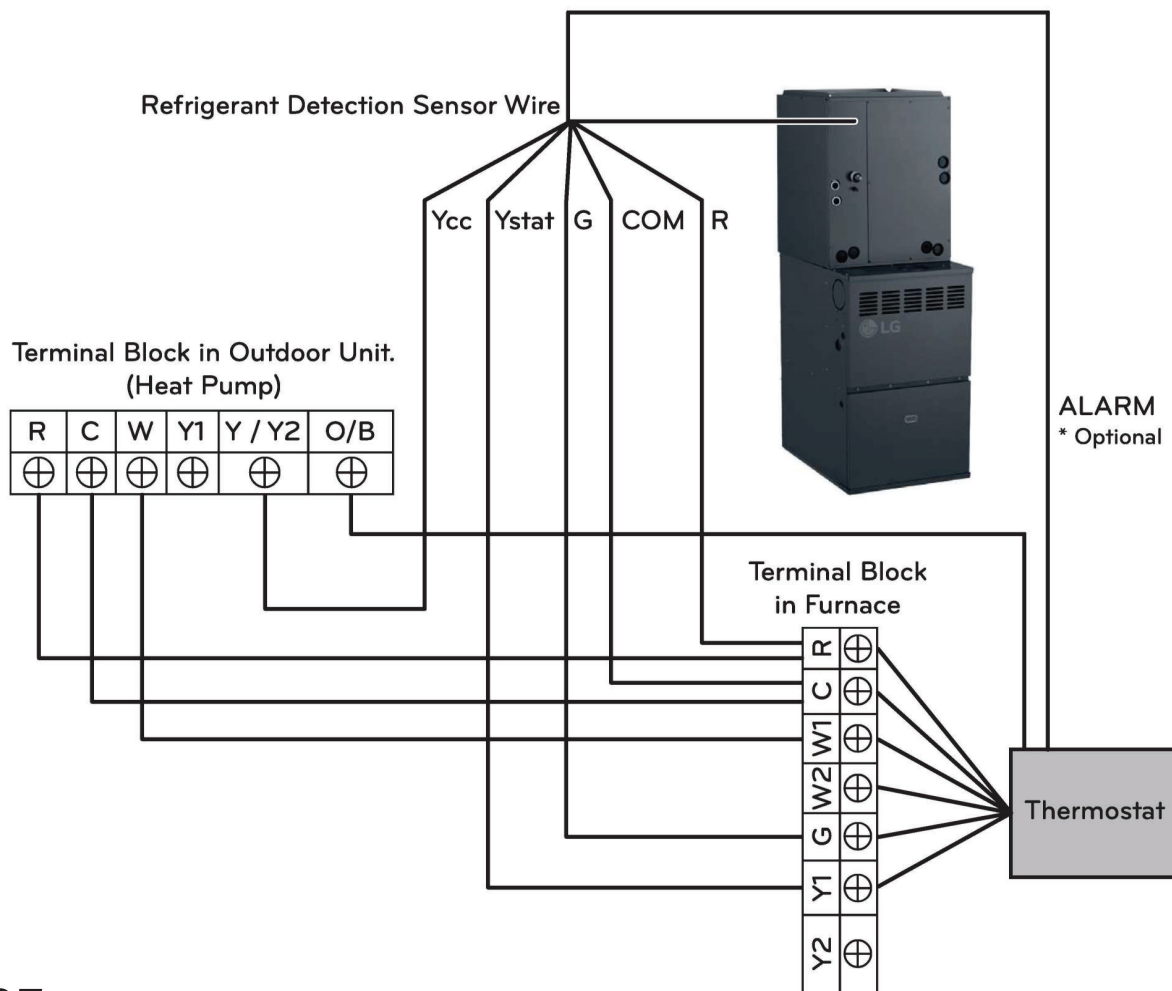 Refrigerant Detection Sensor Wire
Ycc Ystat G COM R
LG
Terminal Block in Outdoor Unit.
(Heat Pump)
R C W Y1 Y / Y2 O/B
ALARM
* Optional
Terminal Block
in Furnace
R
C
W1
W2
G
Y1
Y2
Thermostat